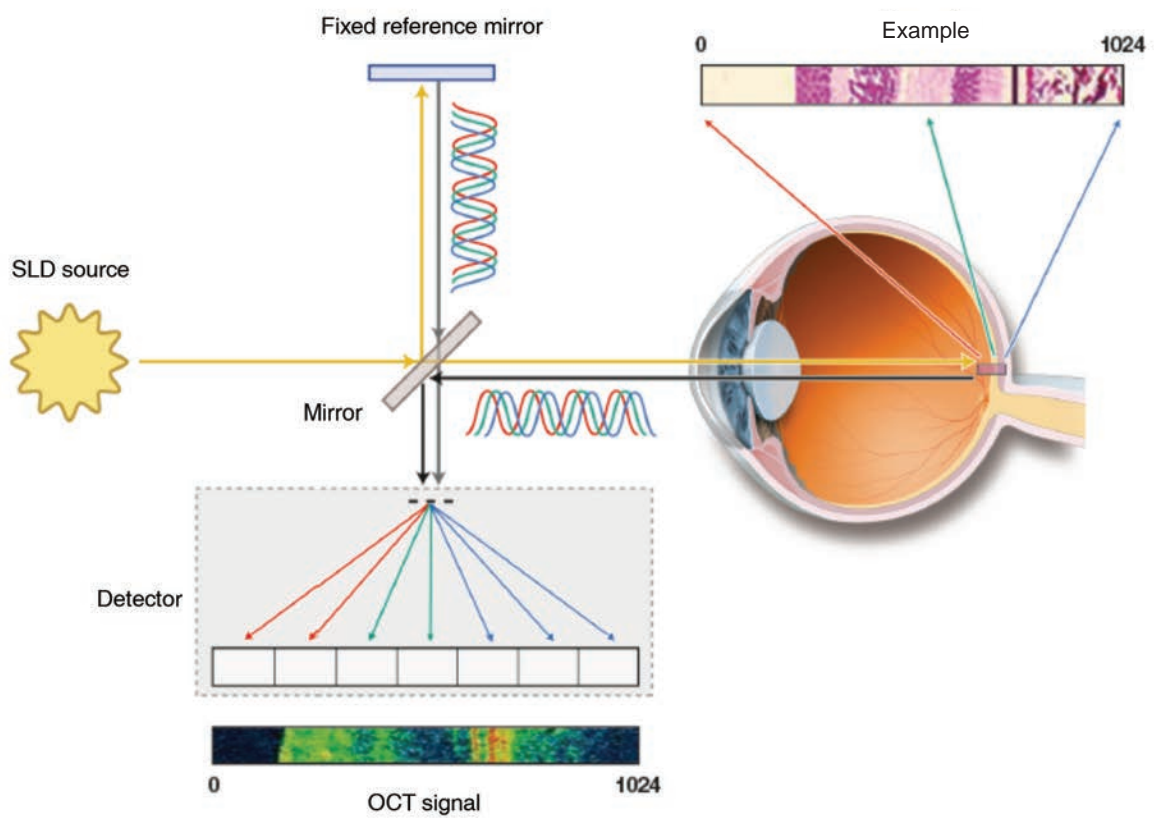 Fixed reference mirror
Example
0
1024
SLD source
Mirror
Detector
0
1024
OCT signal